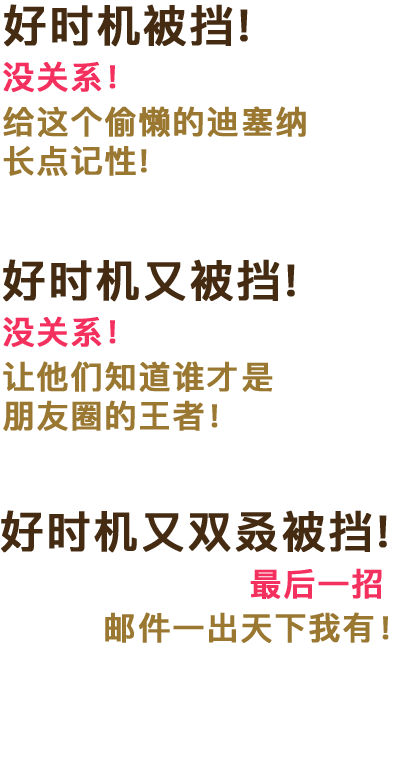 好时机被挡！
没关系！
给这个偷懒的迪塞纳
长点记性！
好时机又被挡！
没关系！
让他们知道谁才是
朋友圈的王者！
好时机又双叒被挡！
最后一招
邮件一出天下我有！